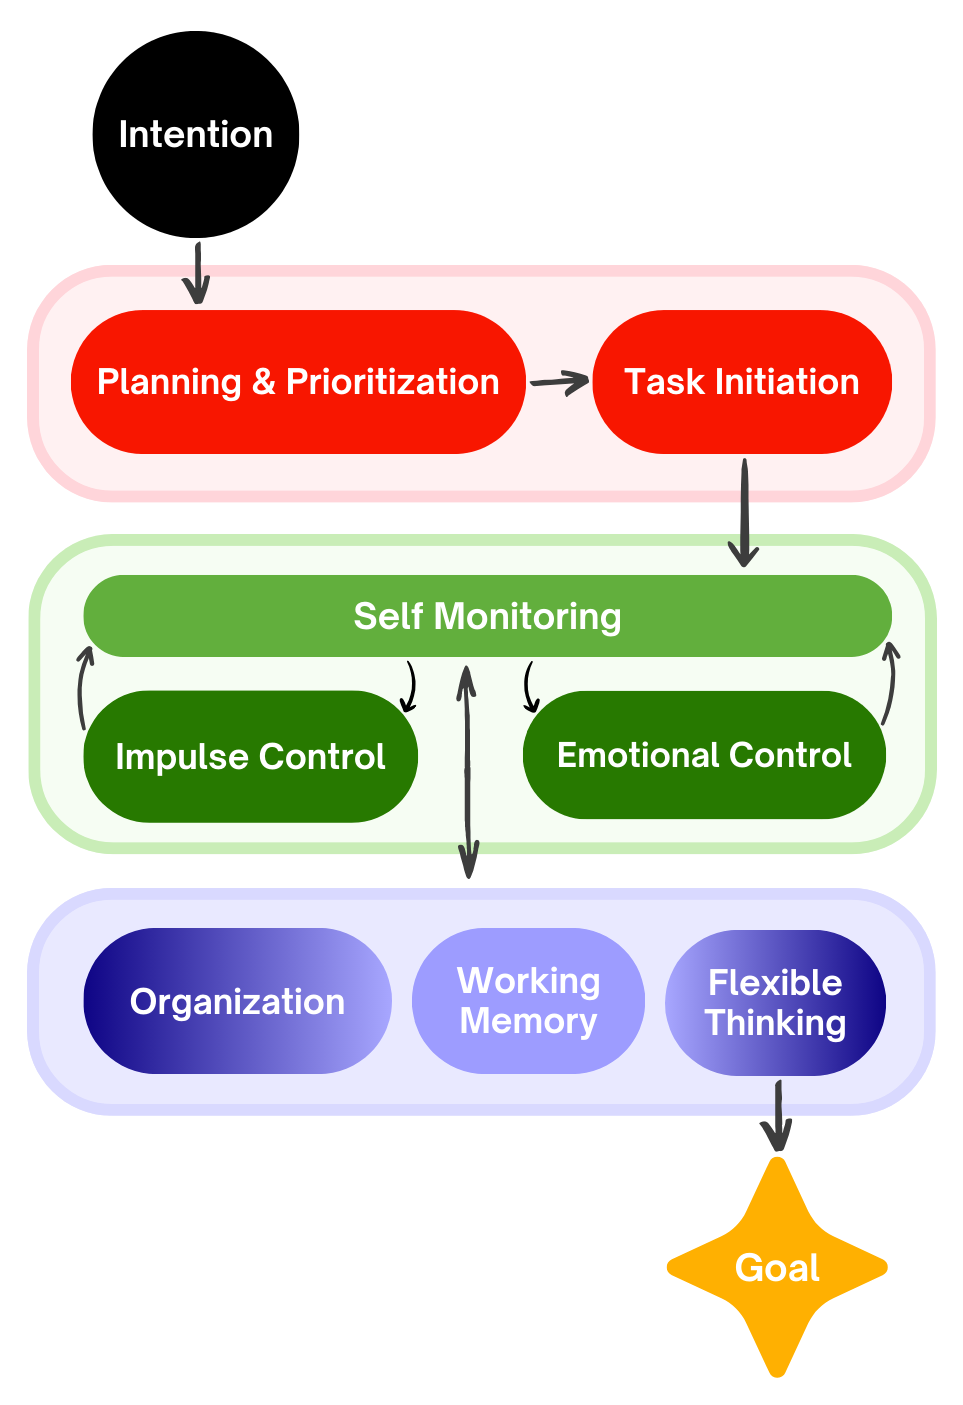 Intention
Planning & Prioritization
Task Initiation
Self Monitoring
Impulse Control
Emotional Control
Organization
Working
Memory
Flexible
Thinking
Goal